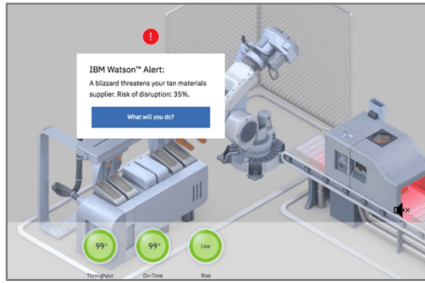 !
IBM Watson™ Alert:
A blizzard threatens your tan materials
supplier. Risk of disruption: 35%.
What will you do?
99%
99%
Low
Throughput
On-Time
Risk